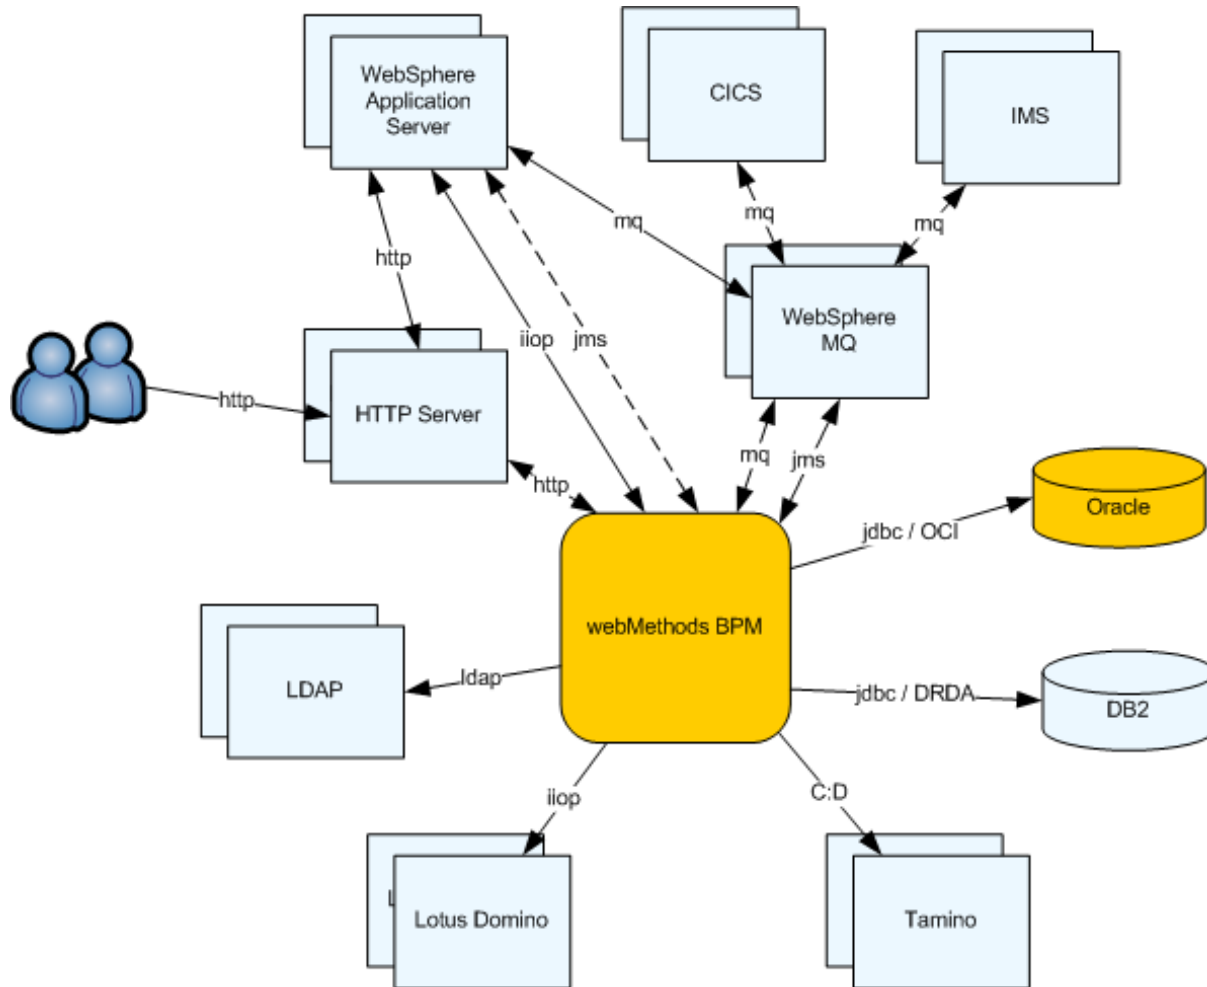 WebSphere
Application
Server
CICS
IMS
mq
mq
mq
http
WebSphere
MQ
iiop
jms
http
HTTP Server
mq
jms
http
Oracle
jdbc / OCI
webMethods BPM
ldap
LDAP
jdbc / DRDA
DB2
iiop
C:D
Lotus Domino
Tamino